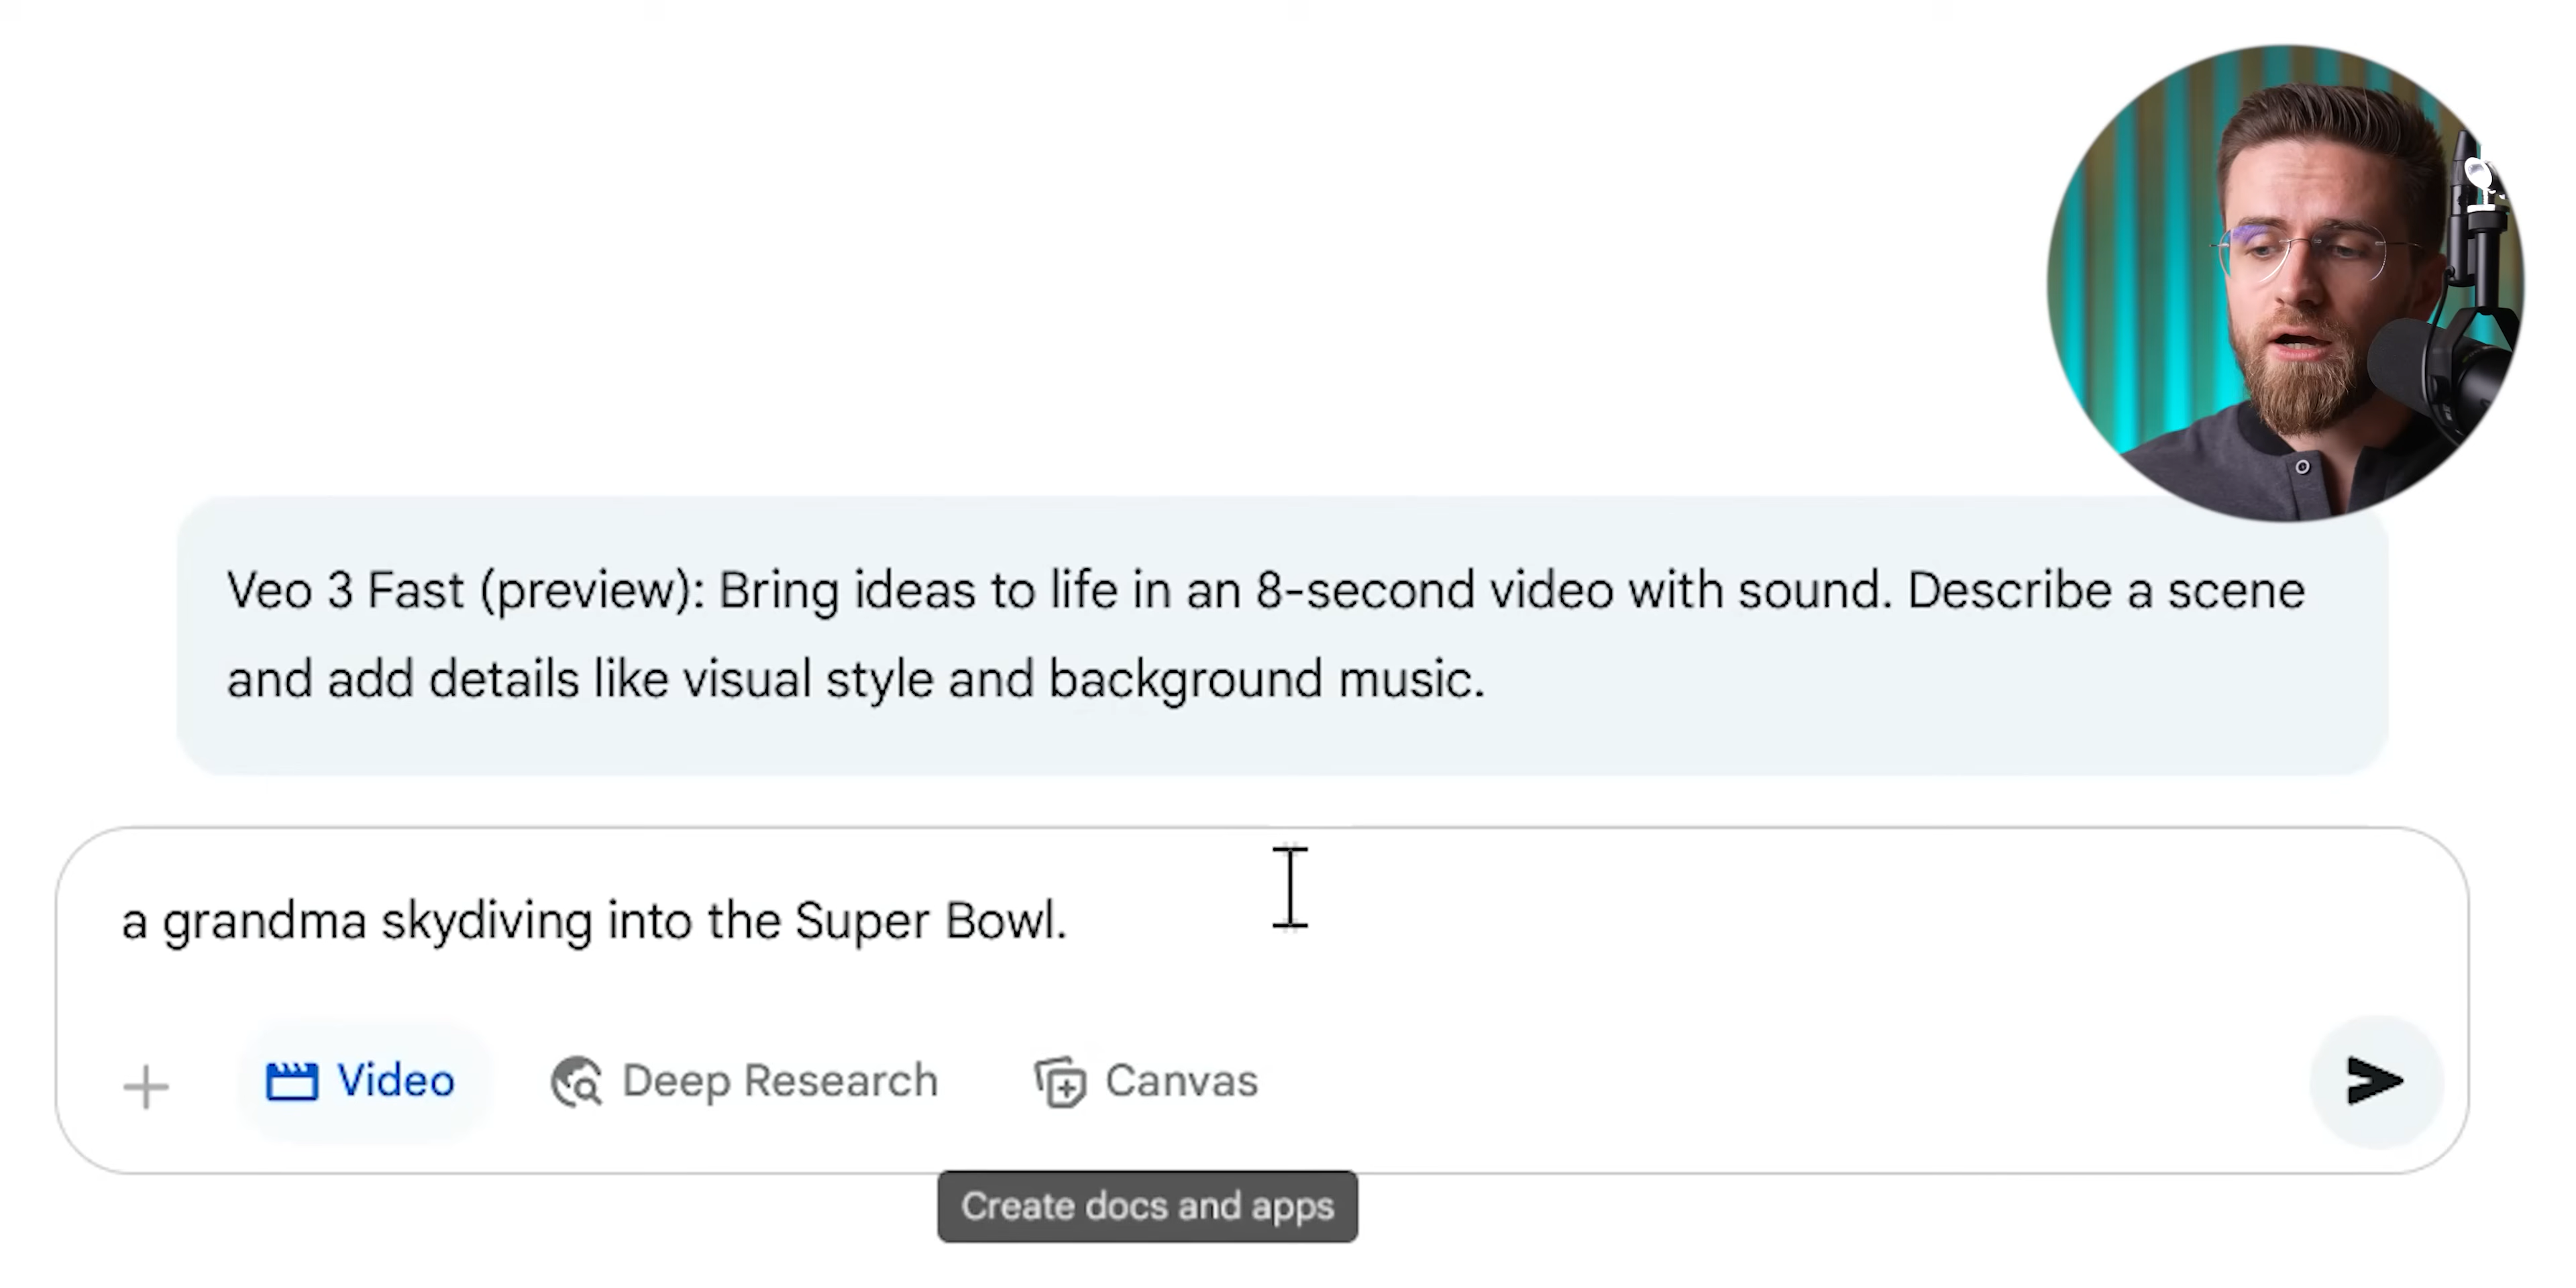 Veo 3 Fast (preview): Bring ideas to life in an 8-second video with sound. Describe a scene
and add details like visual style and background music.
a grandma skydiving into the Super Bowl.
Video
Deep Research
Canvas
Create docs and apps